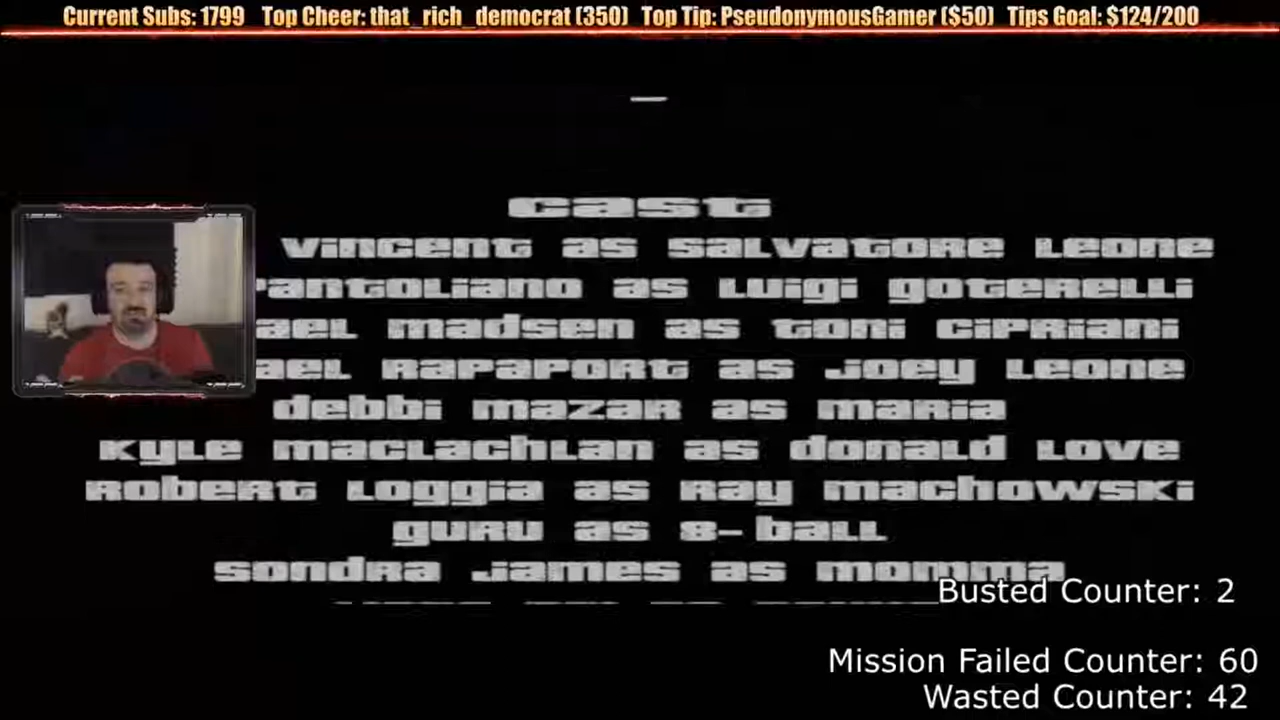 Current Subs: 1799 Top Cheer: that_rich_democrat (350) Top Tip: PseudonymousGamer ($50) Tips Goal: $124/200
cast
Vincent as Salvatore Leone
Pantoliano as Luigi Goterelli
ael Madsen as Toni Cipriani
ael Rapaport as Joey Leone
Debbi Mazar as Maria
Kyle MacLachlan as Donald Love
Robert Loggia as Ray Machowski
Guru as 8-Ball
Sondra James as Momma
Busted Counter: 2
Mission Failed Counter: 60
Wasted Counter: 42